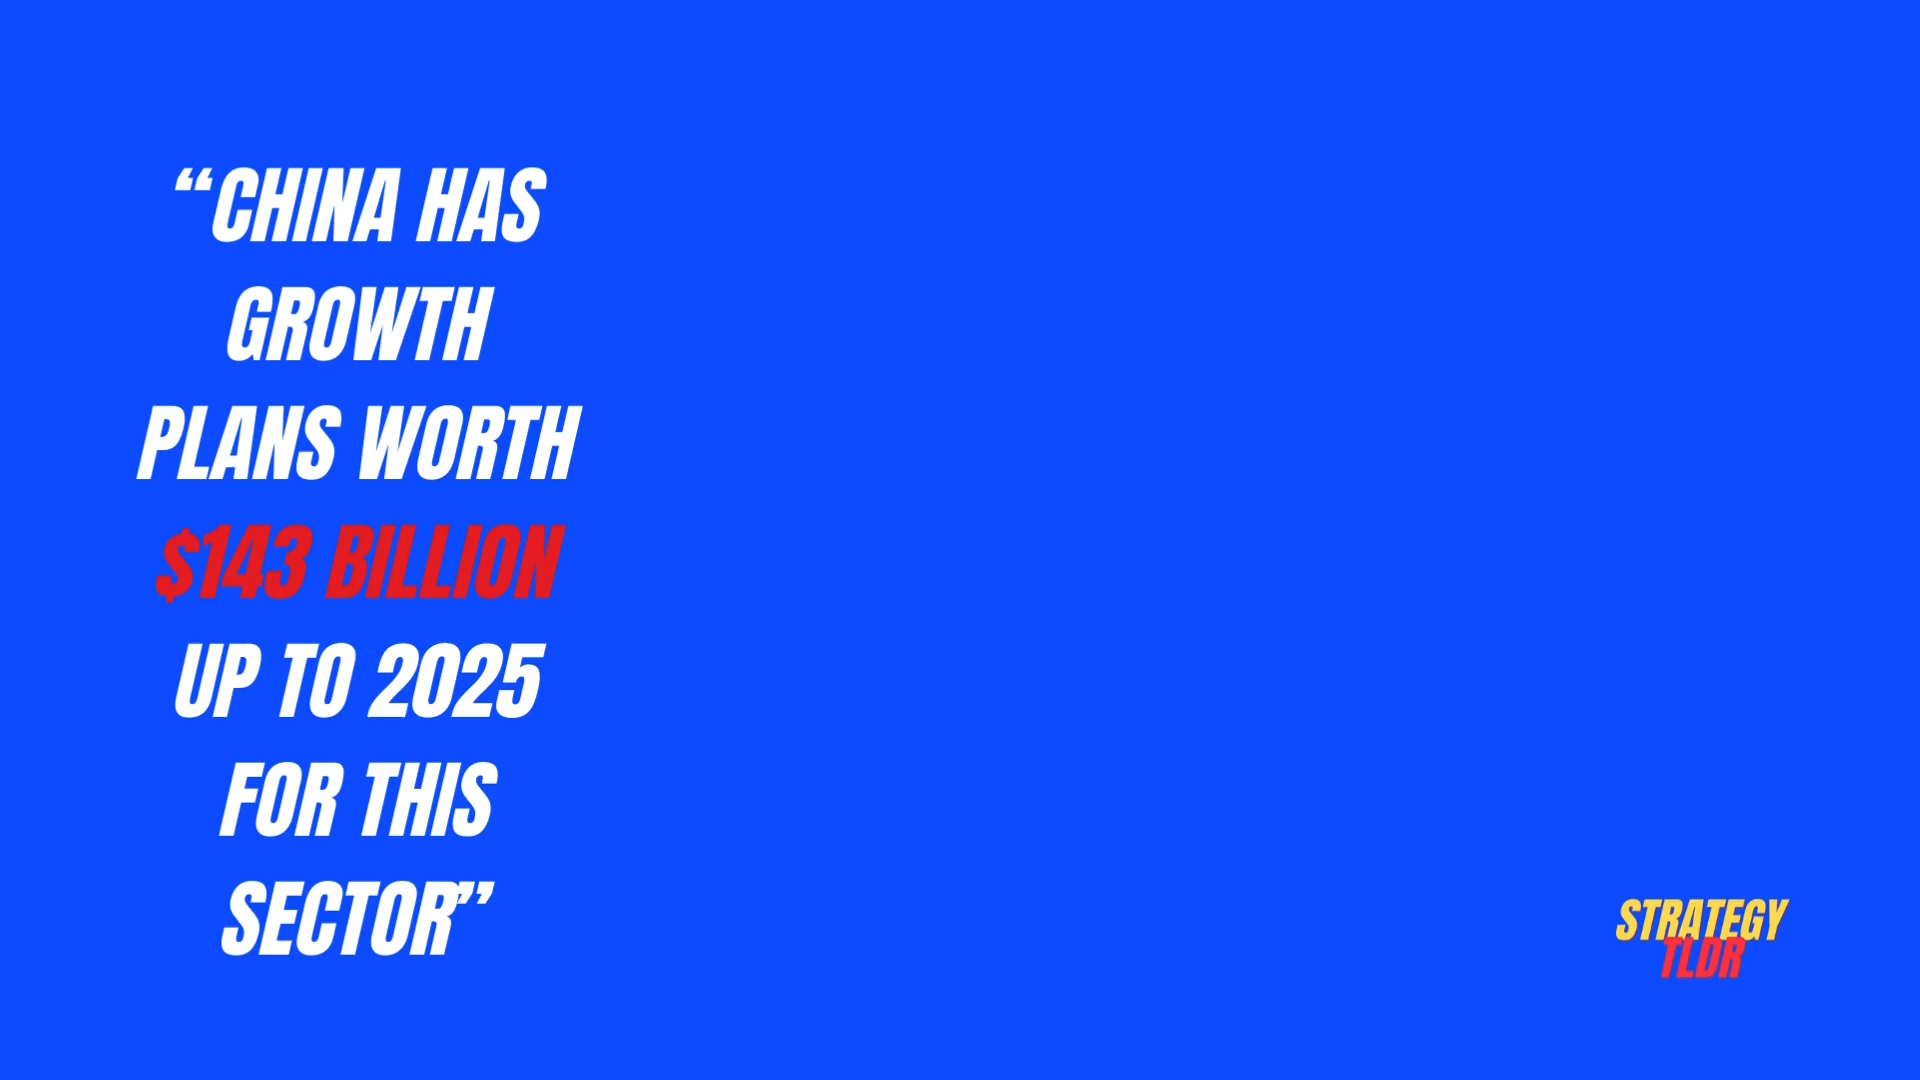 “CHINA HAS
GROWTH
PLANS WORTH
$143 BILLION
UP TO 2025
FOR THIS
SECTOR”
STRATEGY
TLDR